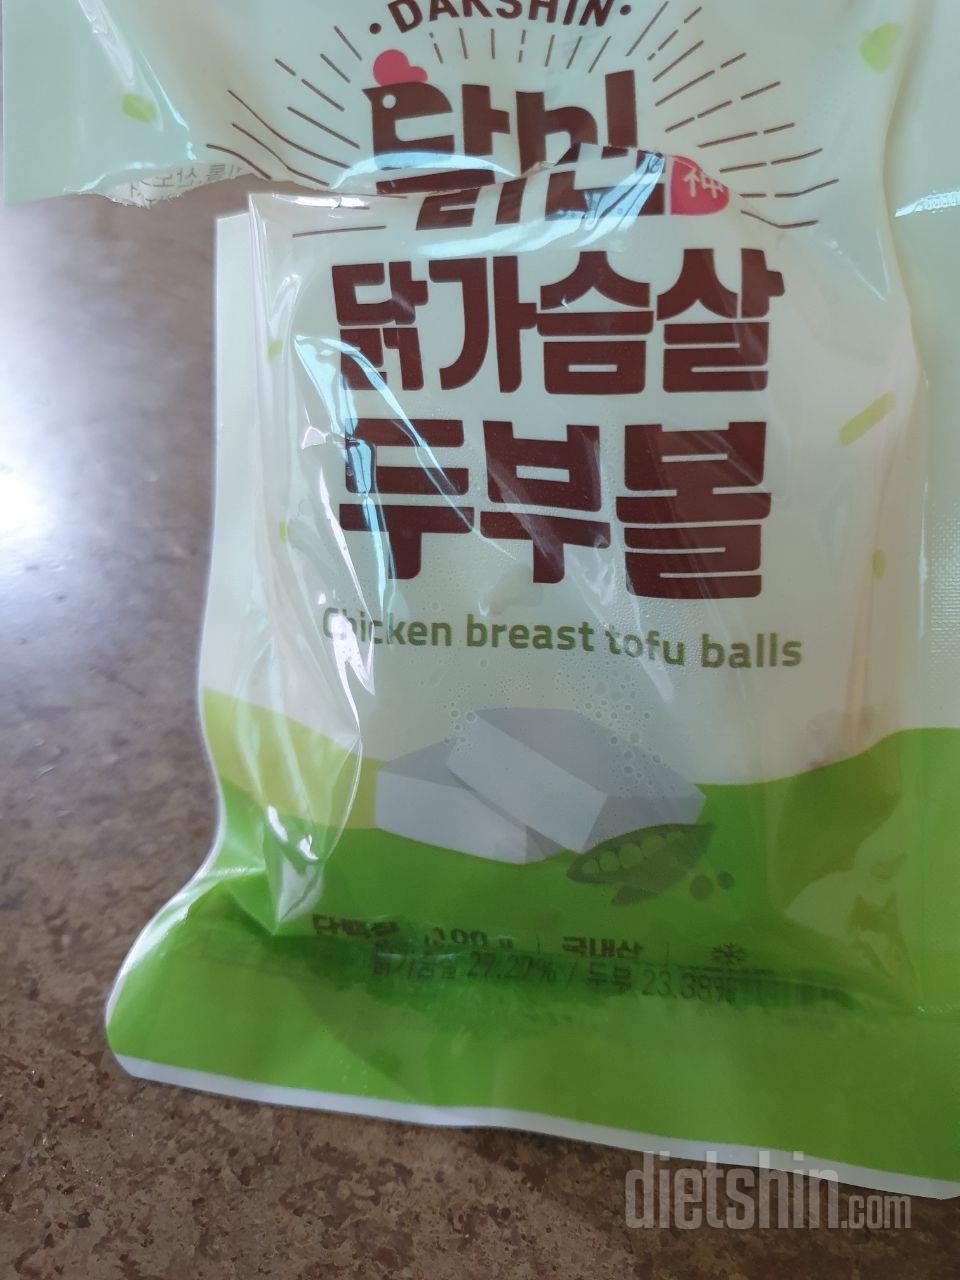 ·DAKSHIN·
닭신
神
닭가슴살
두부볼
Chicken breast tofu balls
국내산
닭가슴살 27.27% / 두부 23.38%
dietshin.com